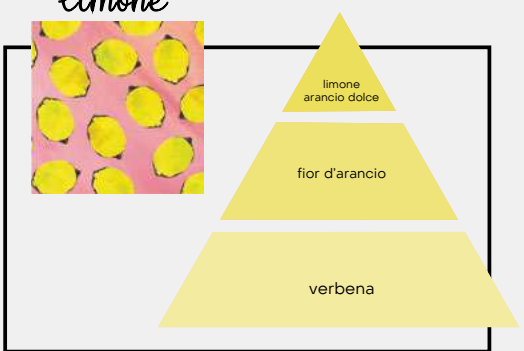 limone
limone
arancio dolce
fior d'arancio
verbena